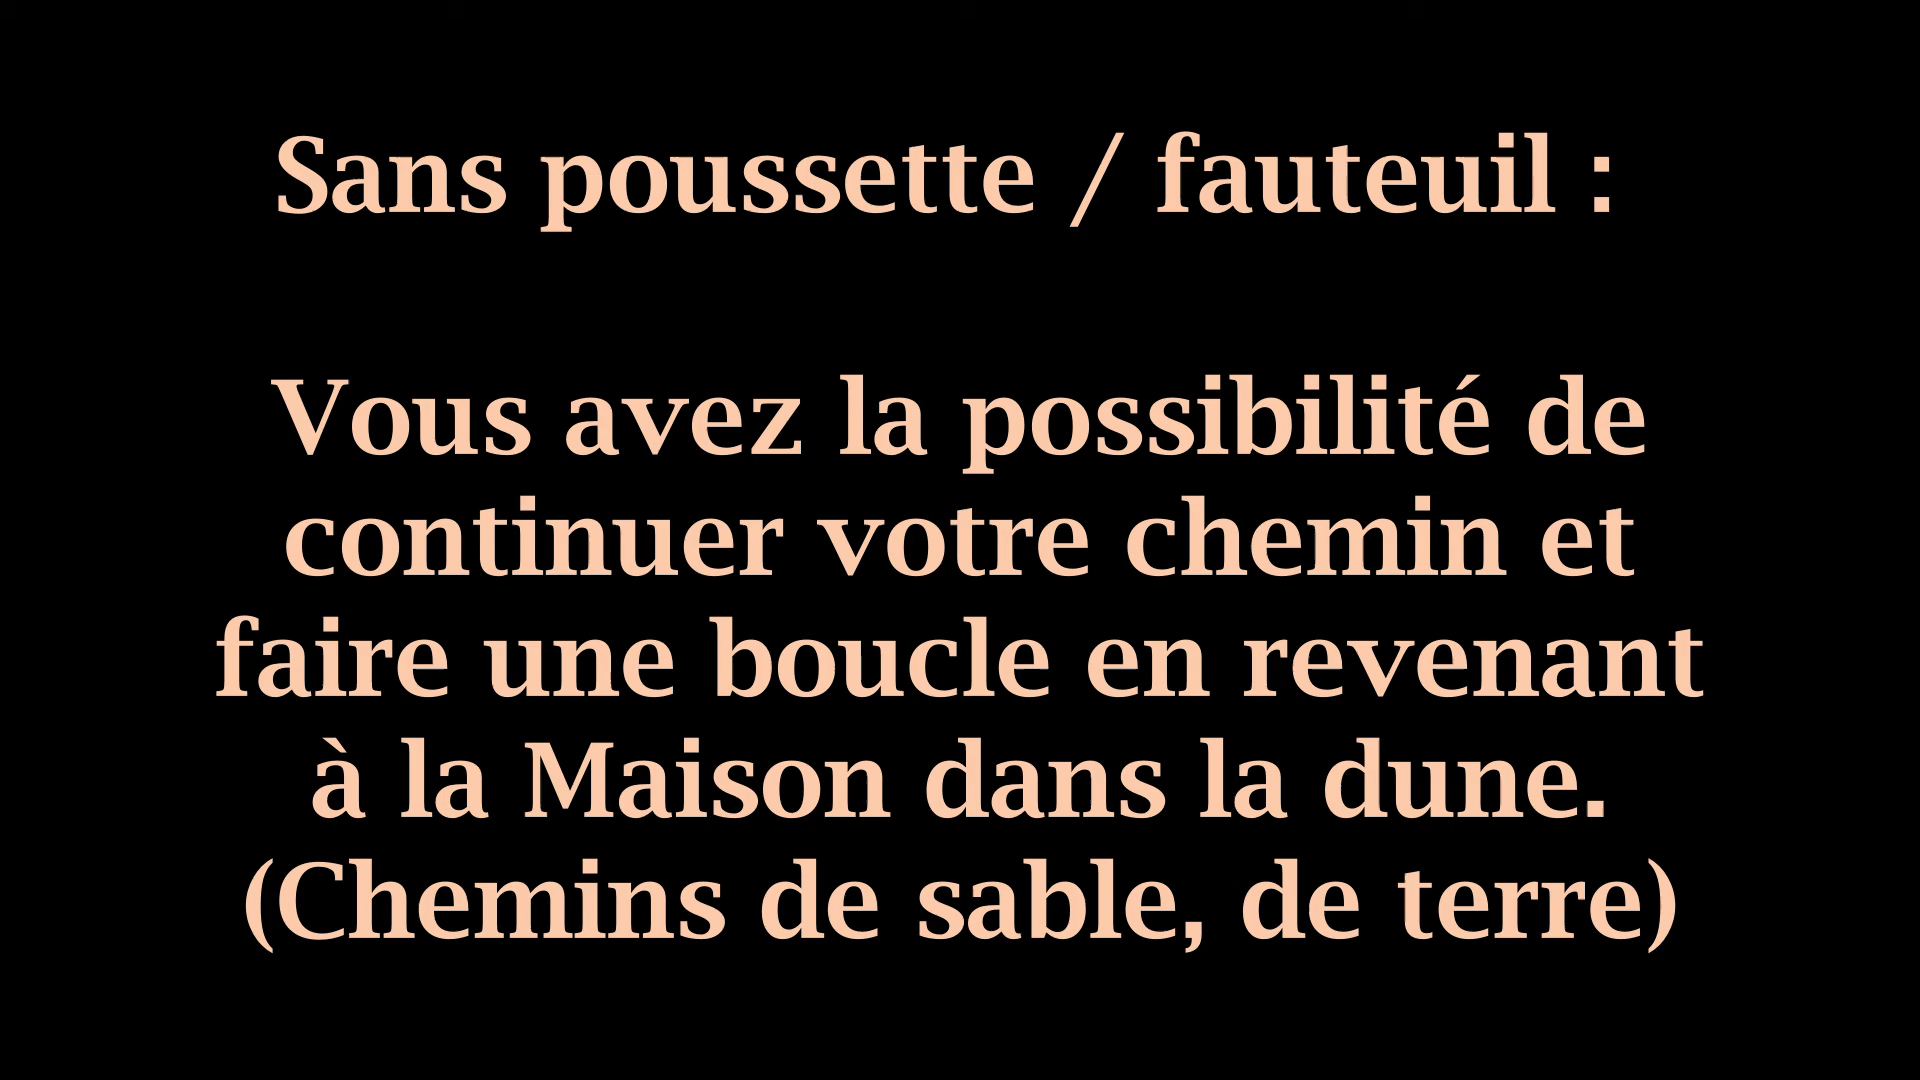 Sans poussette / fauteuil :
Vous avez la possibilité de
continuer votre chemin et
faire une boucle en revenant
à la Maison dans la dune.
(Chemins de sable, de terre)